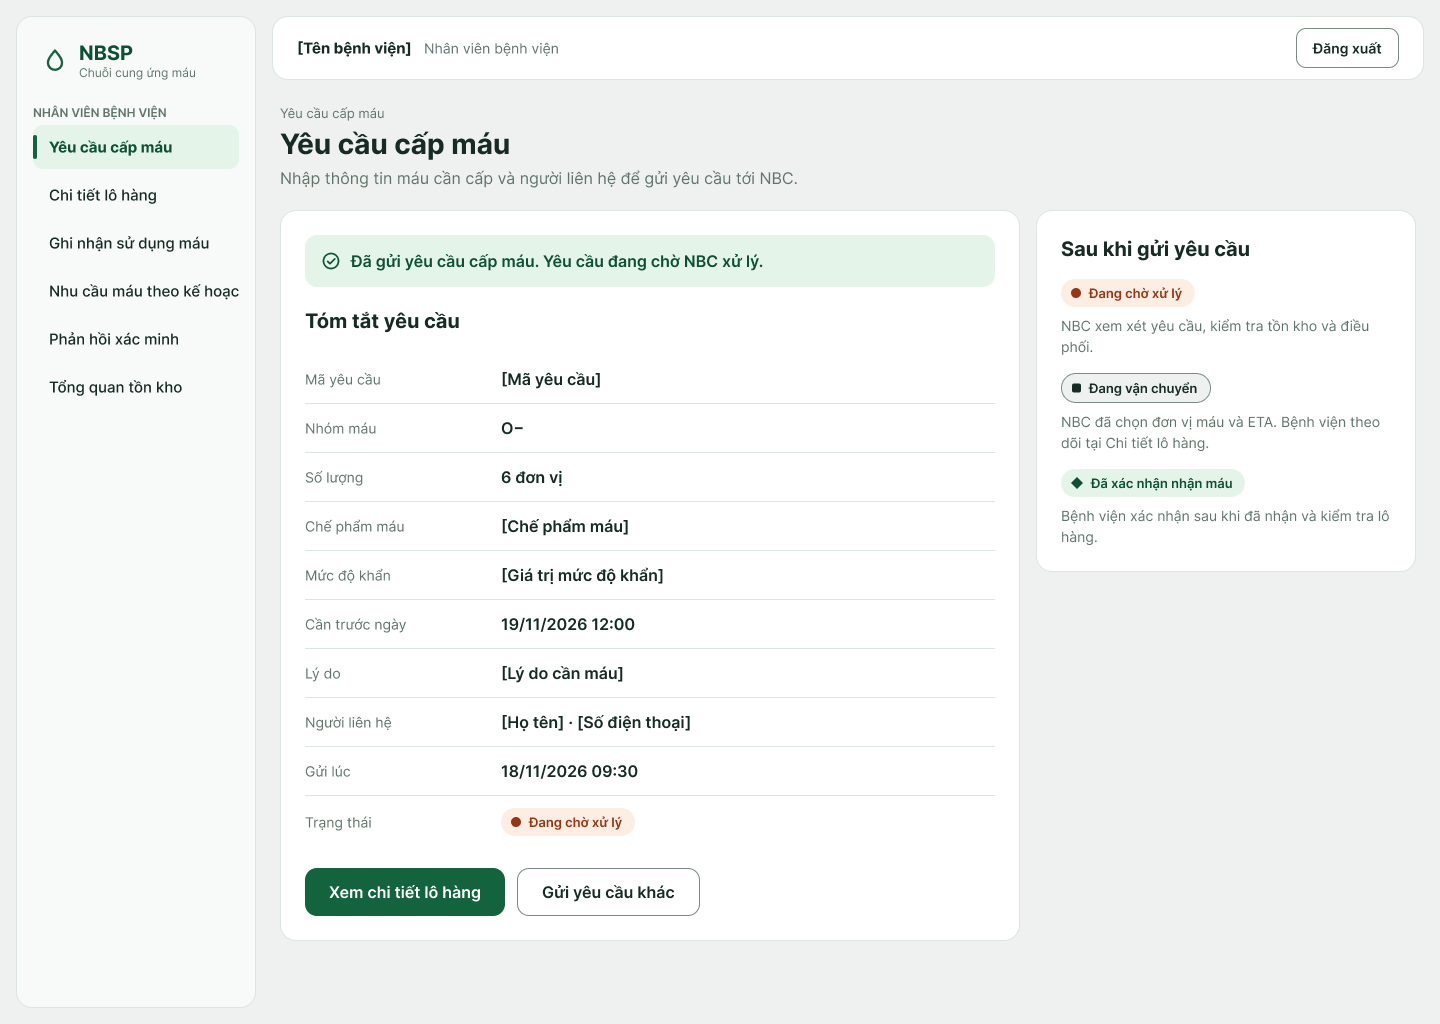 NBSP
Chuỗi cung ứng máu
NHÂN VIÊN BỆNH VIỆN
Yêu cầu cấp máu
Chi tiết lô hàng
Ghi nhận sử dụng máu
Nhu cầu máu theo kế hoạc
Phản hồi xác minh
Tổng quan tồn kho
[Tên bệnh viện] Nhân viên bệnh viện
Đăng xuất
Yêu cầu cấp máu
Yêu cầu cấp máu
Nhập thông tin máu cần cấp và người liên hệ để gửi yêu cầu tới NBC.
Đã gửi yêu cầu cấp máu. Yêu cầu đang chờ NBC xử lý.
Tóm tắt yêu cầu
Mã yêu cầu [Mã yêu cầu]
Nhóm máu O−
Số lượng 6 đơn vị
Chế phẩm máu [Chế phẩm máu]
Mức độ khẩn [Giá trị mức độ khẩn]
Cần trước ngày 19/11/2026 12:00
Lý do [Lý do cần máu]
Người liên hệ [Họ tên] · [Số điện thoại]
Gửi lúc 18/11/2026 09:30
Trạng thái Đang chờ xử lý
Xem chi tiết lô hàng
Gửi yêu cầu khác
Sau khi gửi yêu cầu
Đang chờ xử lý
NBC xem xét yêu cầu, kiểm tra tồn kho và điều
phối.
Đang vận chuyển
NBC đã chọn đơn vị máu và ETA. Bệnh viện theo
dõi tại Chi tiết lô hàng.
Đã xác nhận nhận máu
Bệnh viện xác nhận sau khi đã nhận và kiểm tra lô
hàng.